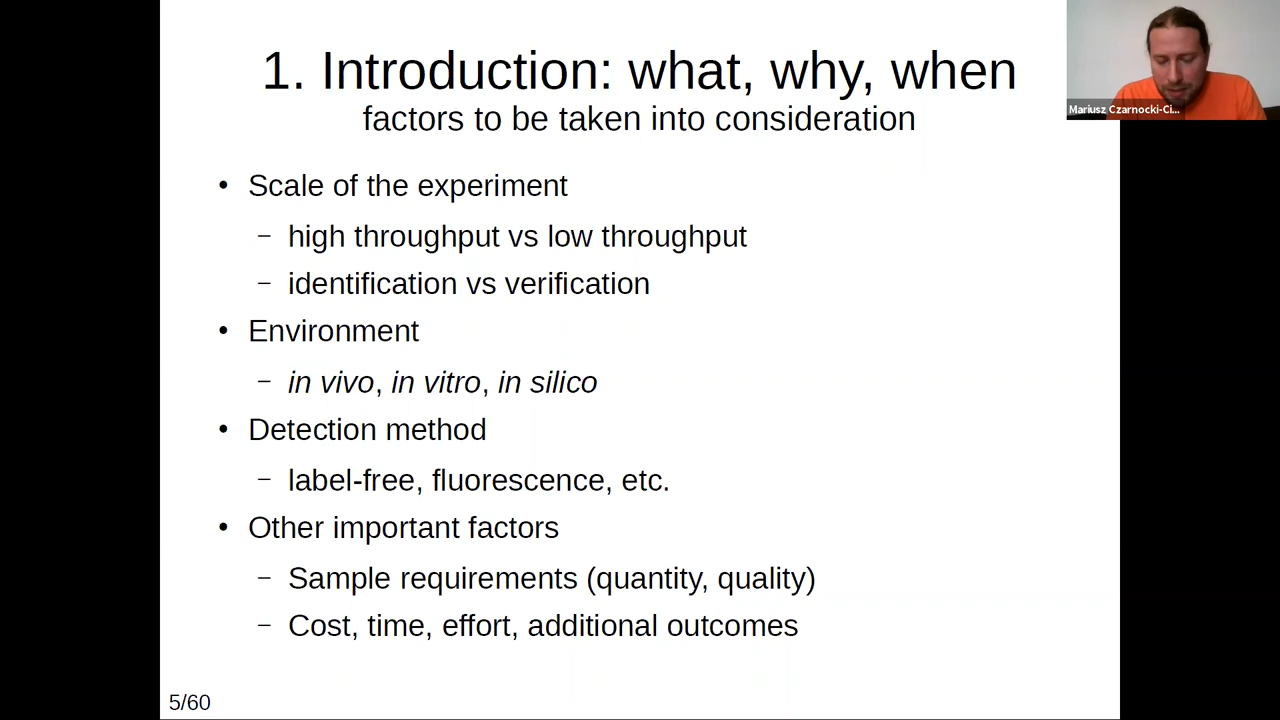 1. Introduction: what, why, when
factors to be taken into consideration
• Scale of the experiment
– high throughput vs low throughput
– identification vs verification
• Environment
– in vivo, in vitro, in silico
• Detection method
– label-free, fluorescence, etc.
• Other important factors
– Sample requirements (quantity, quality)
– Cost, time, effort, additional outcomes
5/60
Mariusz Czarnocki-Ci...